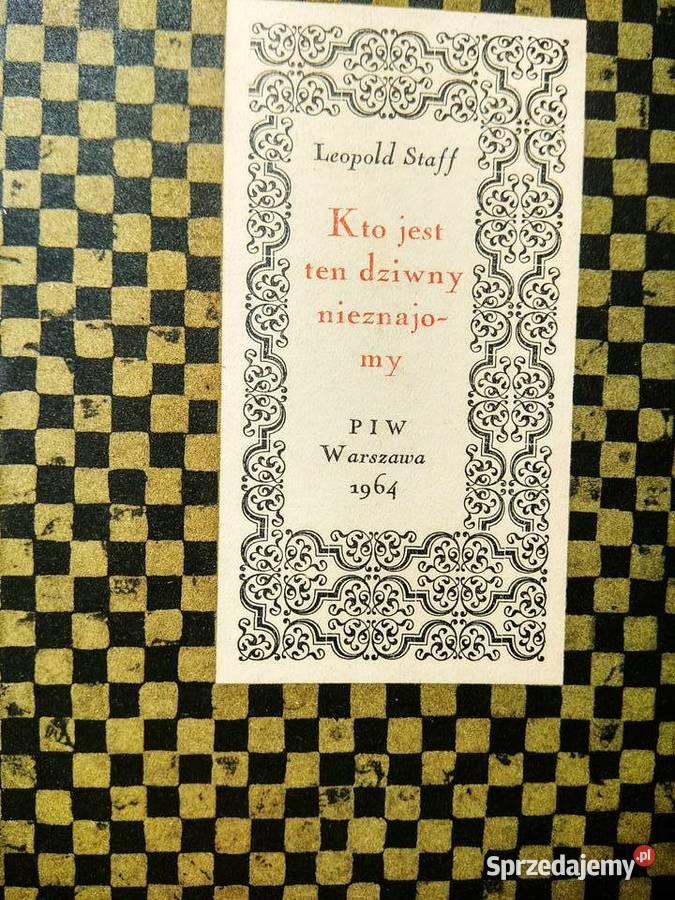 Leopold Staff
Kto jest
ten dziwny
nieznajo-
my
PIW
Warszawa
1964
Sprzedajemy.pl